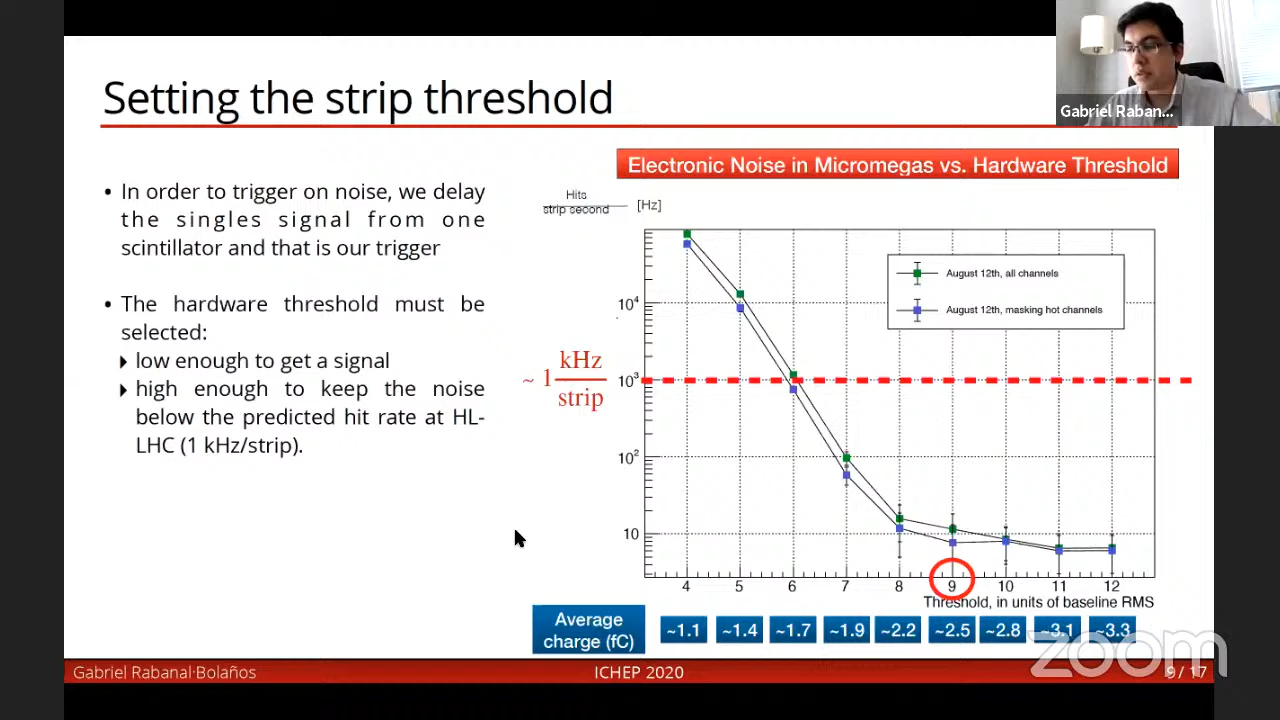 Setting the strip threshold
Gabriel Raban...
• In order to trigger on noise, we delay
the singles signal from one
scintillator and that is our trigger
• The hardware threshold must be
selected:
low enough to get a signal
high enough to keep the noise
below the predicted hit rate at HL-
LHC (1 kHz/strip).
Electronic Noise in Micromegas vs. Hardware Threshold
Hits
strip second
[Hz]
August 12th, all channels
August 12th, masking hot channels
10⁴
10³
10²
10
~ 1 kHz
strip
4 5 6 7 8 9 10 11 12
Threshold, in units of baseline RMS
Average
charge (fC)
~1.1 ~1.4 ~1.7 ~1.9 ~2.2 ~2.5 ~2.8 ~3.1 ~3.3
zoom
Gabriel Rabanal·Bolaños
ICHEP 2020
9 / 17